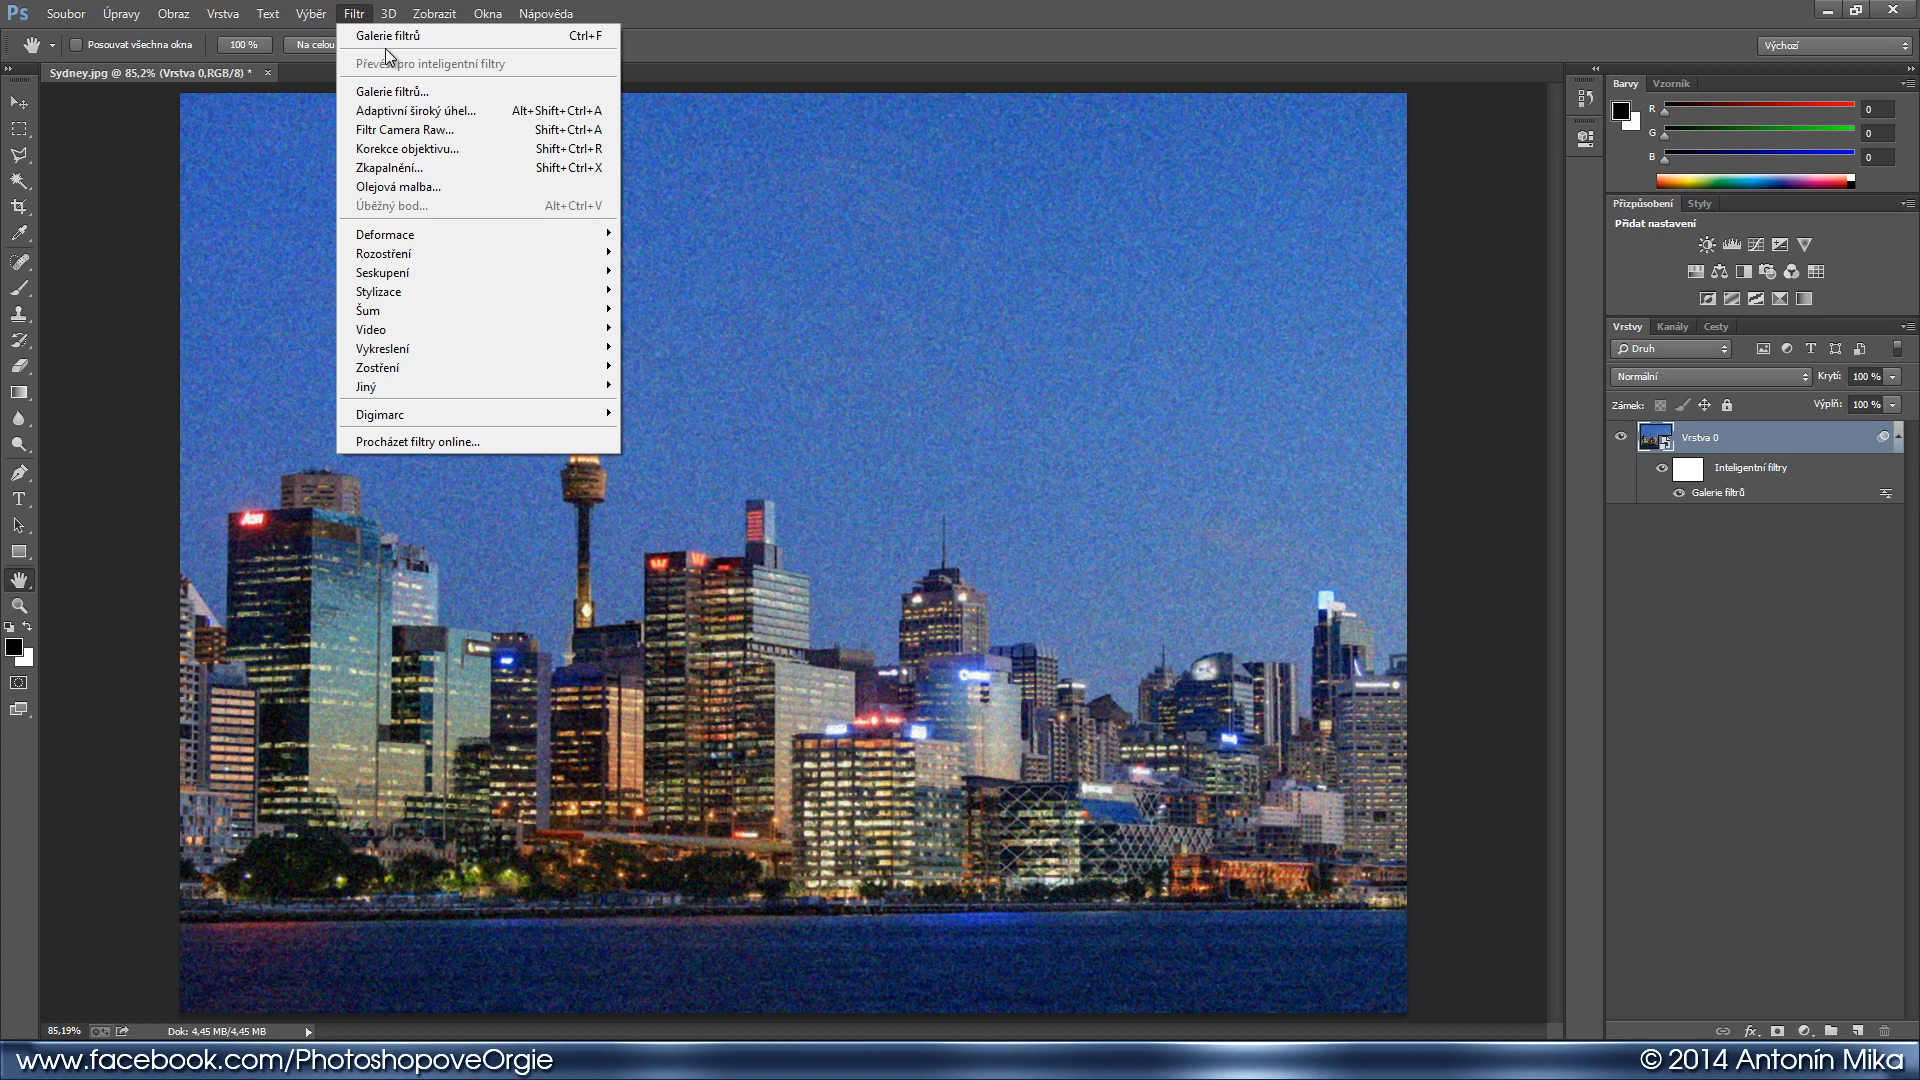 Ps Soubor Úpravy Obraz Vrstva Text Výběr Filtr 3D Zobrazit Okna Nápověda
Posouvat všechna okna 100 % Na celou Výchozí
Sydney.jpg @ 85,2% (Vrstva 0,RGB/8) * ×
Galerie filtrů Ctrl+F
Převést pro inteligentní filtry
Galerie filtrů...
Adaptivní široký úhel... Alt+Shift+Ctrl+A
Filtr Camera Raw... Shift+Ctrl+A
Korekce objektivu... Shift+Ctrl+R
Zkapalnění... Shift+Ctrl+X
Olejová malba...
Úběžný bod... Alt+Ctrl+V
Deformace
Rozostření
Seskupení
Stylizace
Šum
Video
Vykreslení
Zostření
Jiný
Digimarc
Procházet filtry online...
Barvy Vzorník
R 0
G 0
B 0
Přizpůsobení Styly
Přidat nastavení
Vrstvy Kanály Cesty
Druh
Normální Krytí: 100 %
Zámek: Výplň: 100 %
Vrstva 0
Inteligentní filtry
Galerie filtrů
85,19% Dok: 4,45 MB/4,45 MB
www.facebook.com/PhotoshopoveOrgie © 2014 Antonín Mika